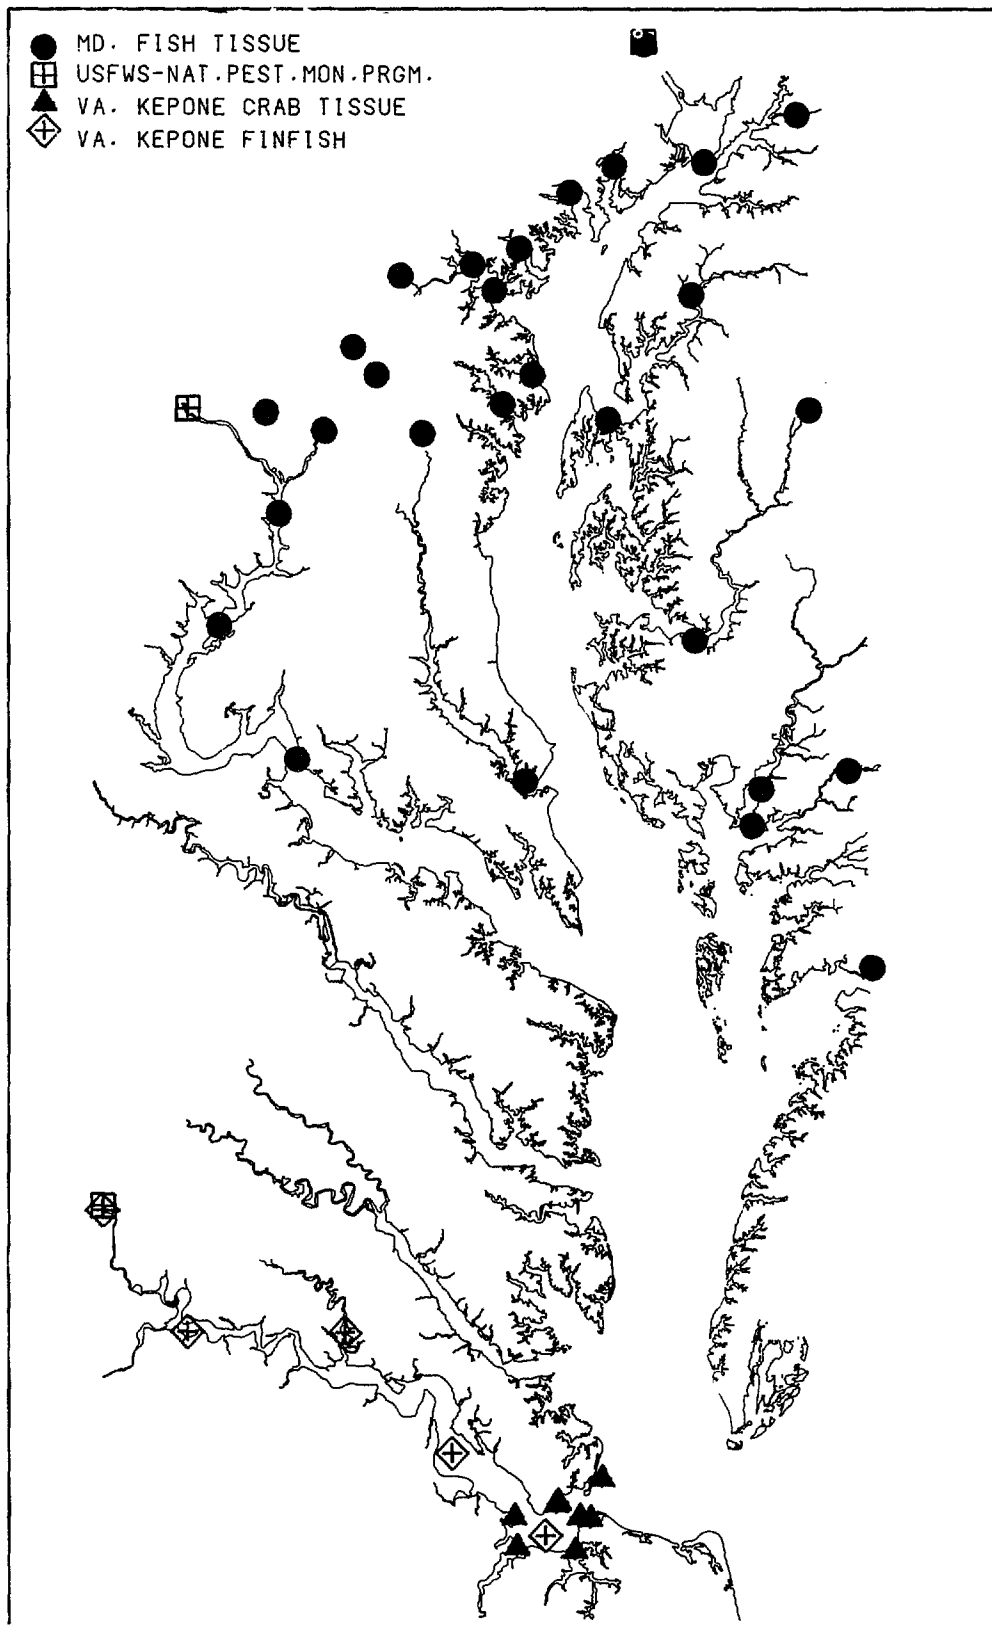 MD. FISH TISSUE
USFWS-NAT.PEST.MON.PRGM.
VA. KEPONE CRAB TISSUE
VA. KEPONE FINFISH